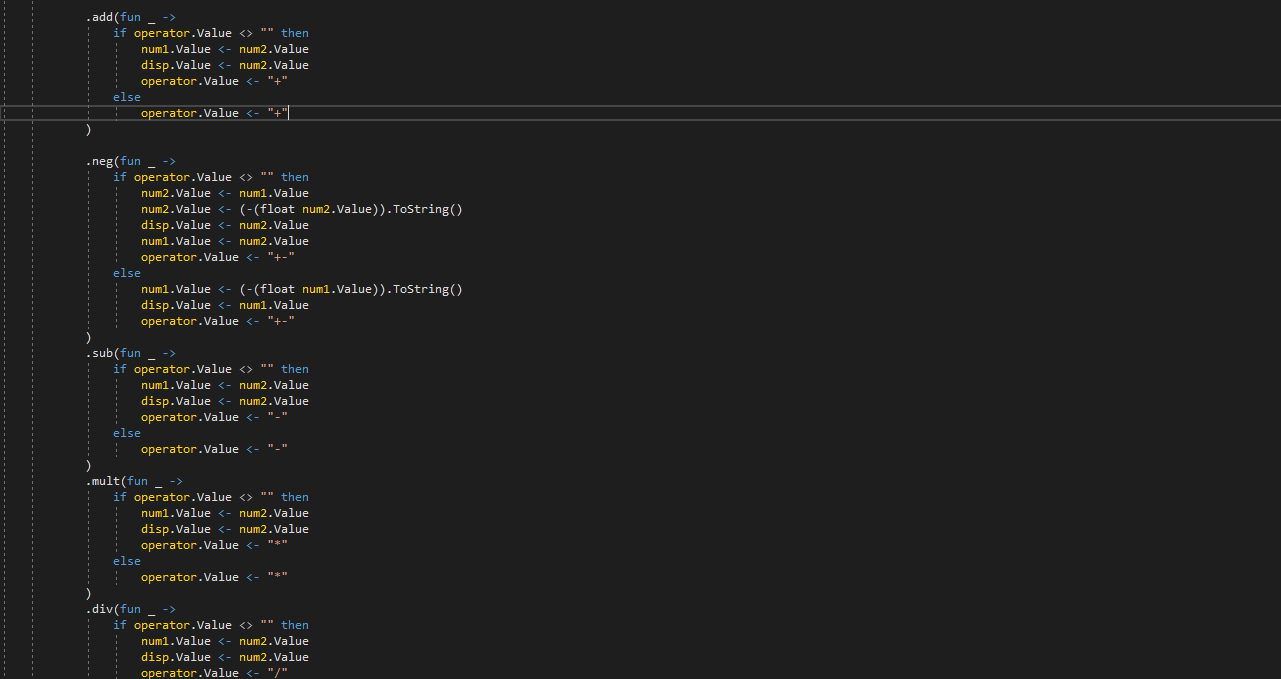 .add(fun _ ->
if operator.Value <> "" then
num1.Value <- num2.Value
disp.Value <- num2.Value
operator.Value <- "+"
else
operator.Value <- "+"
)
.neg(fun _ ->
if operator.Value <> "" then
num2.Value <- num1.Value
num2.Value <- (-(float num2.Value)).ToString()
disp.Value <- num2.Value
num1.Value <- num2.Value
operator.Value <- "+-"
else
num1.Value <- (-(float num1.Value)).ToString()
disp.Value <- num1.Value
operator.Value <- "+-"
)
.sub(fun _ ->
if operator.Value <> "" then
num1.Value <- num2.Value
disp.Value <- num2.Value
operator.Value <- "-"
else
operator.Value <- "-"
)
.mult(fun _ ->
if operator.Value <> "" then
num1.Value <- num2.Value
disp.Value <- num2.Value
operator.Value <- "*"
else
operator.Value <- "*"
)
.div(fun _ ->
if operator.Value <> "" then
num1.Value <- num2.Value
disp.Value <- num2.Value
operator.Value <- "/"